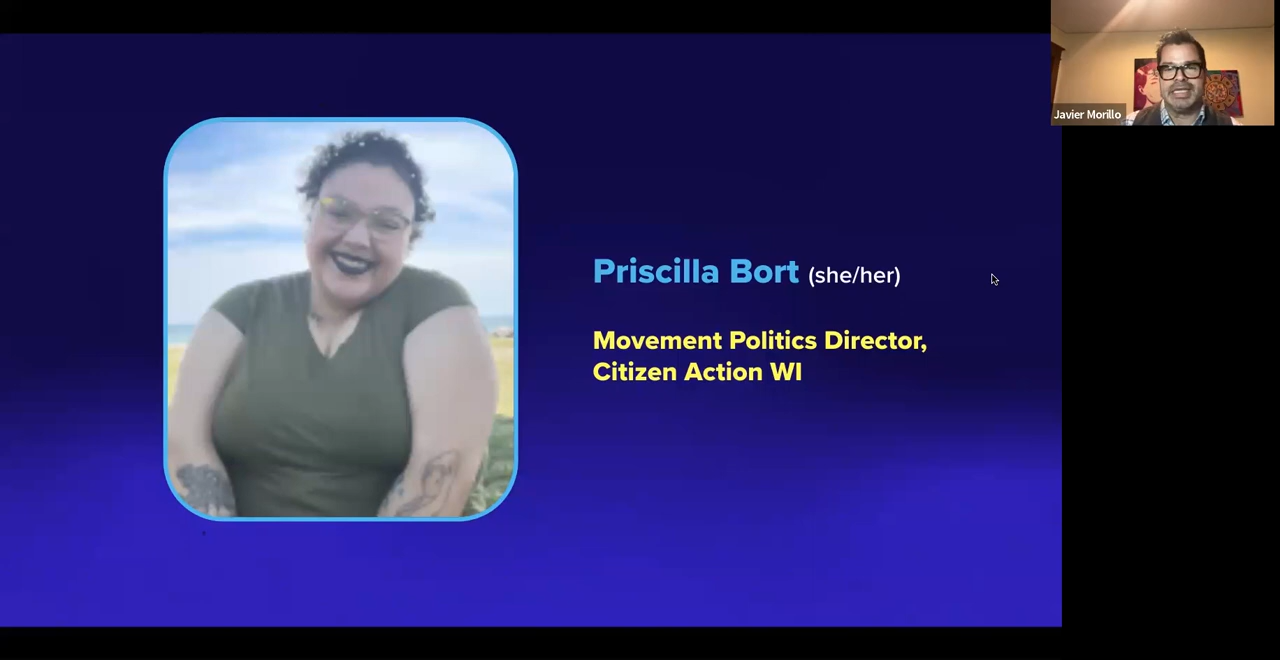 Priscilla Bort (she/her)
Movement Politics Director,
Citizen Action WI
Javier Morillo